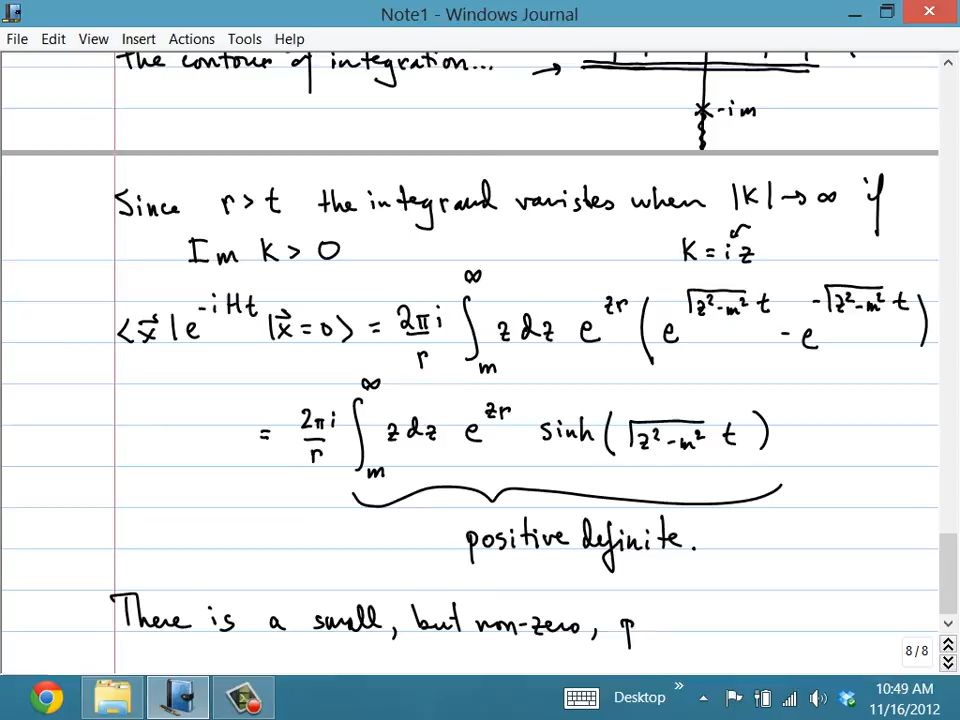 Note1 - Windows Journal
File Edit View Insert Actions Tools Help
The contour of integration... →
-im
Since r > t the integrand vanishes when |K| → ∞ if
Im K > 0 K = i z
⟨x⃗ | e^{-iHt} | x⃗ = 0⟩ = 2πi/r ∫_m^∞ z dz e^{zr} ( e^{√(z²-m²) t} - e^{-√(z²-m²) t} )
= 2πi/r ∫_m^∞ z dz e^{zr} sinh( √(z²-m²) t )
positive definite.
There is a small, but non-zero, p
8 / 8
Desktop
10:49 AM
11/16/2012